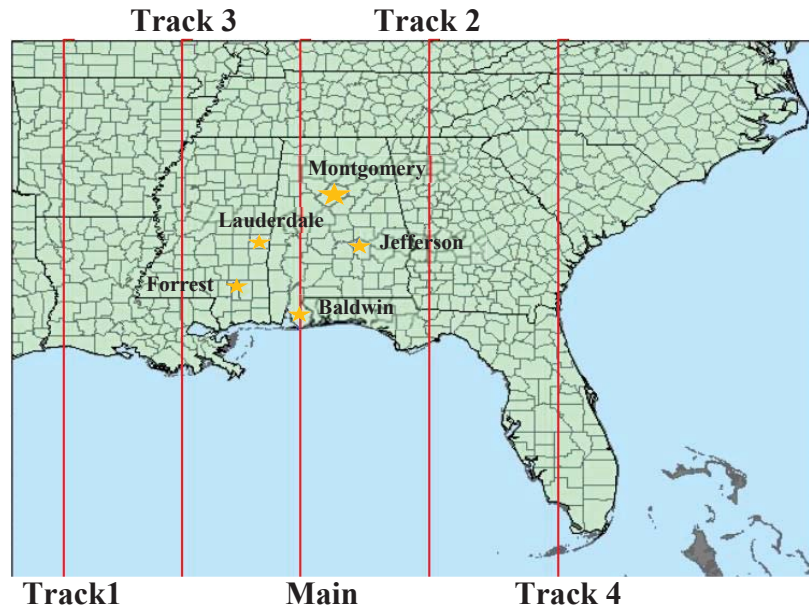 Track 3
Track 2
Montgomery
Lauderdale
Jefferson
Forrest
Baldwin
Track1
Main
Track 4